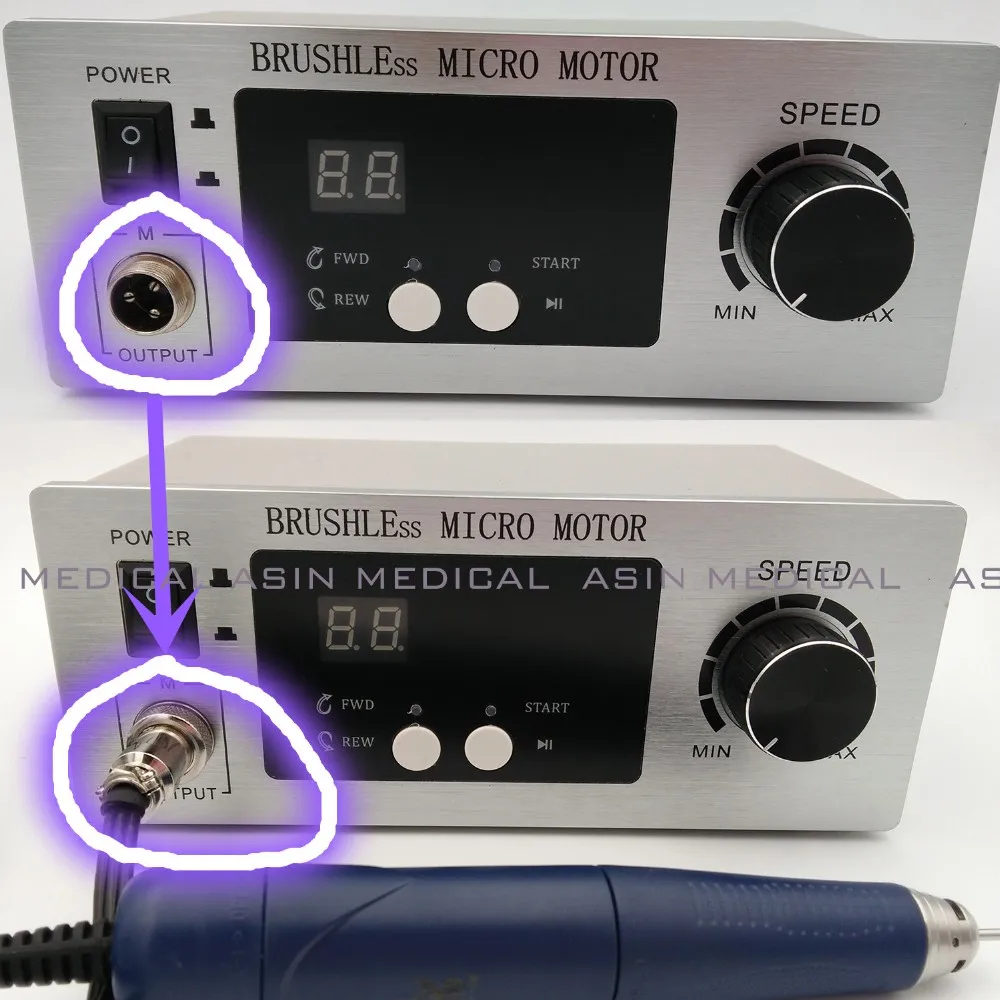 BRUSHLEss MICRO MOTOR
POWER
SPEED
M
FWD
START
REW
MIN
OUTPUT
BRUSHLEss MICRO MOTOR
POWER
SPEED
MEDICAL ASIN MEDICAL ASIN MEDICAL AS
M
FWD
START
REW
MIN